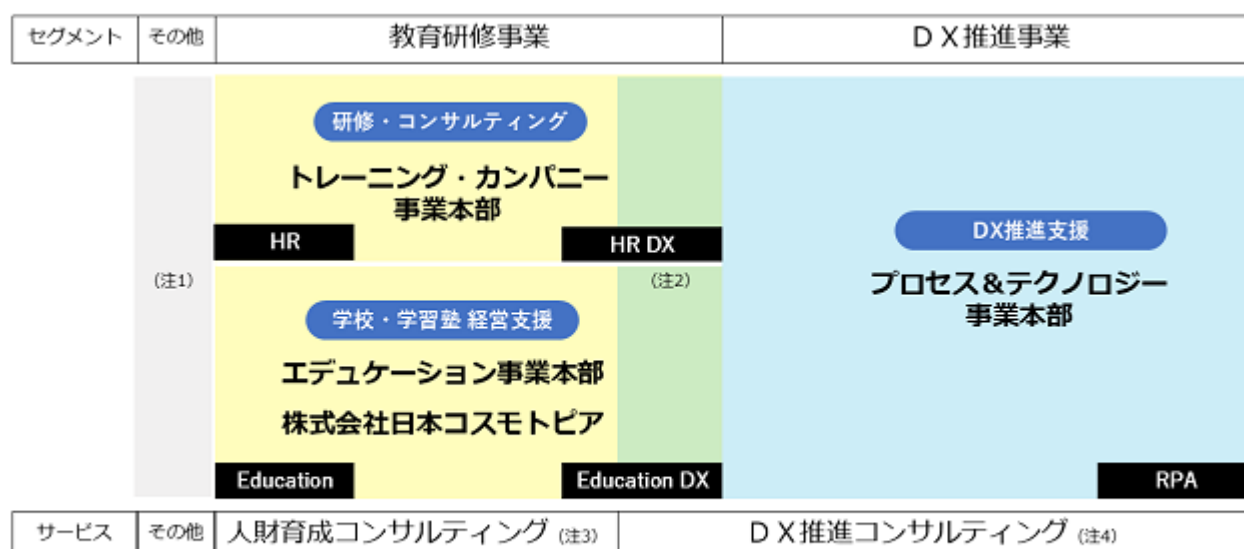 セグメント その他 教育研修事業 DX推進事業
研修・コンサルティング
トレーニング・カンパニー
事業本部
HR
HR DX
(注1)
(注2)
学校・学習塾 経営支援
エデュケーション事業本部
株式会社日本コスモトピア
Education
Education DX
DX推進支援
プロセス&テクノロジー
事業本部
RPA
サービス その他 人財育成コンサルティング (注3) DX推進コンサルティング (注4)